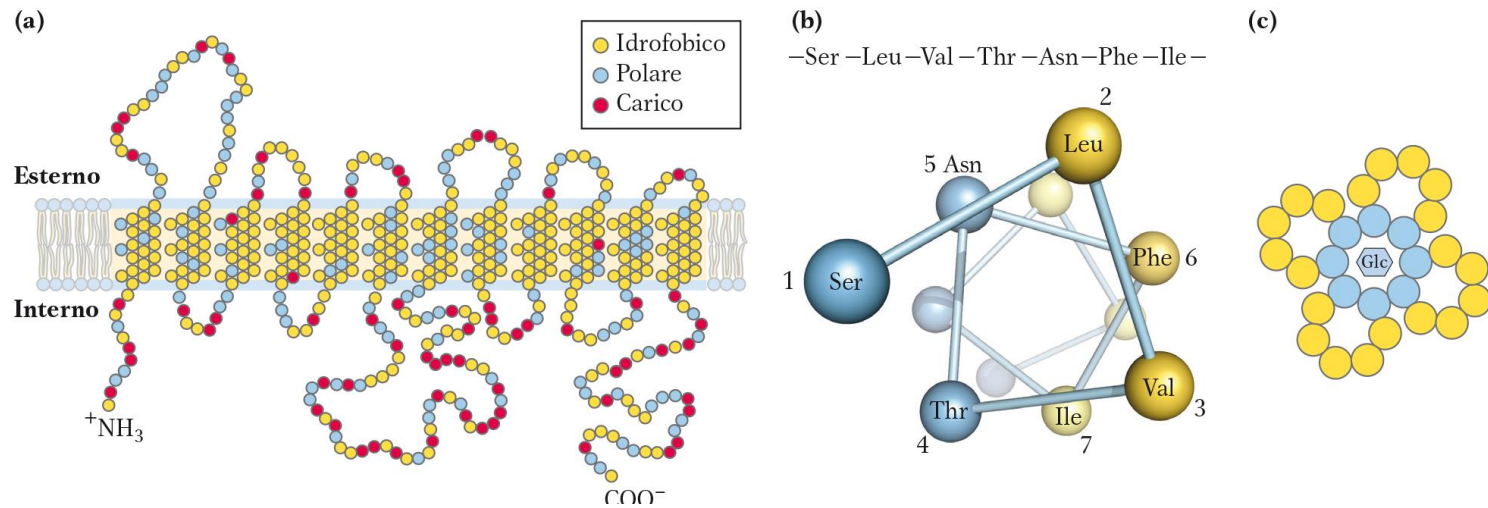 (a)
Idrofobico
Polare
Carico
Esterno
Interno
⁺NH₃
COO⁻
(b)
–Ser–Leu–Val–Thr–Asn–Phe–Ile–
2
Leu
5 Asn
Phe 6
1 Ser
Val
3
Thr
4
Ile
7
(c)
Glc